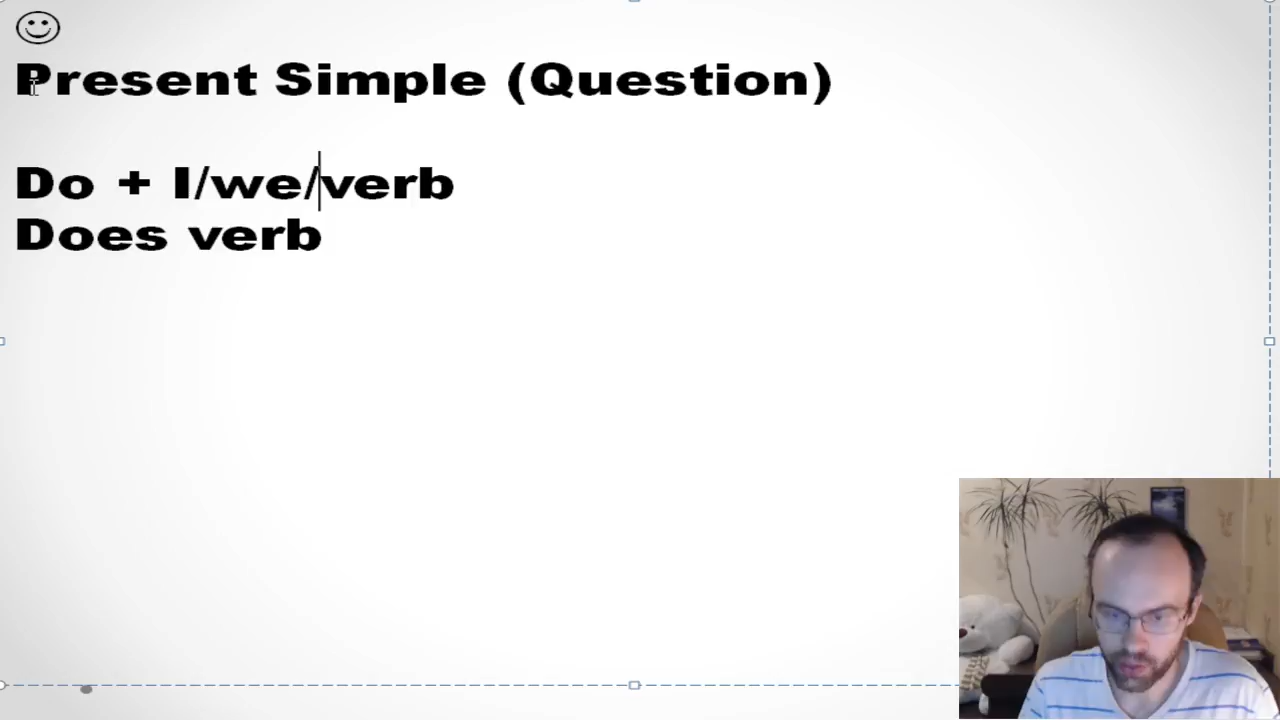 Present Simple (Question)
Do + I/we/verb
Does verb